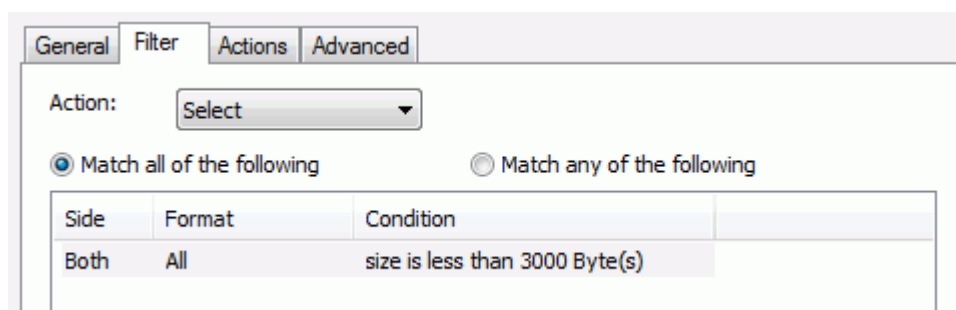 General Filter Actions Advanced
Action: Select
Match all of the following Match any of the following
Side Format Condition
Both All size is less than 3000 Byte(s)